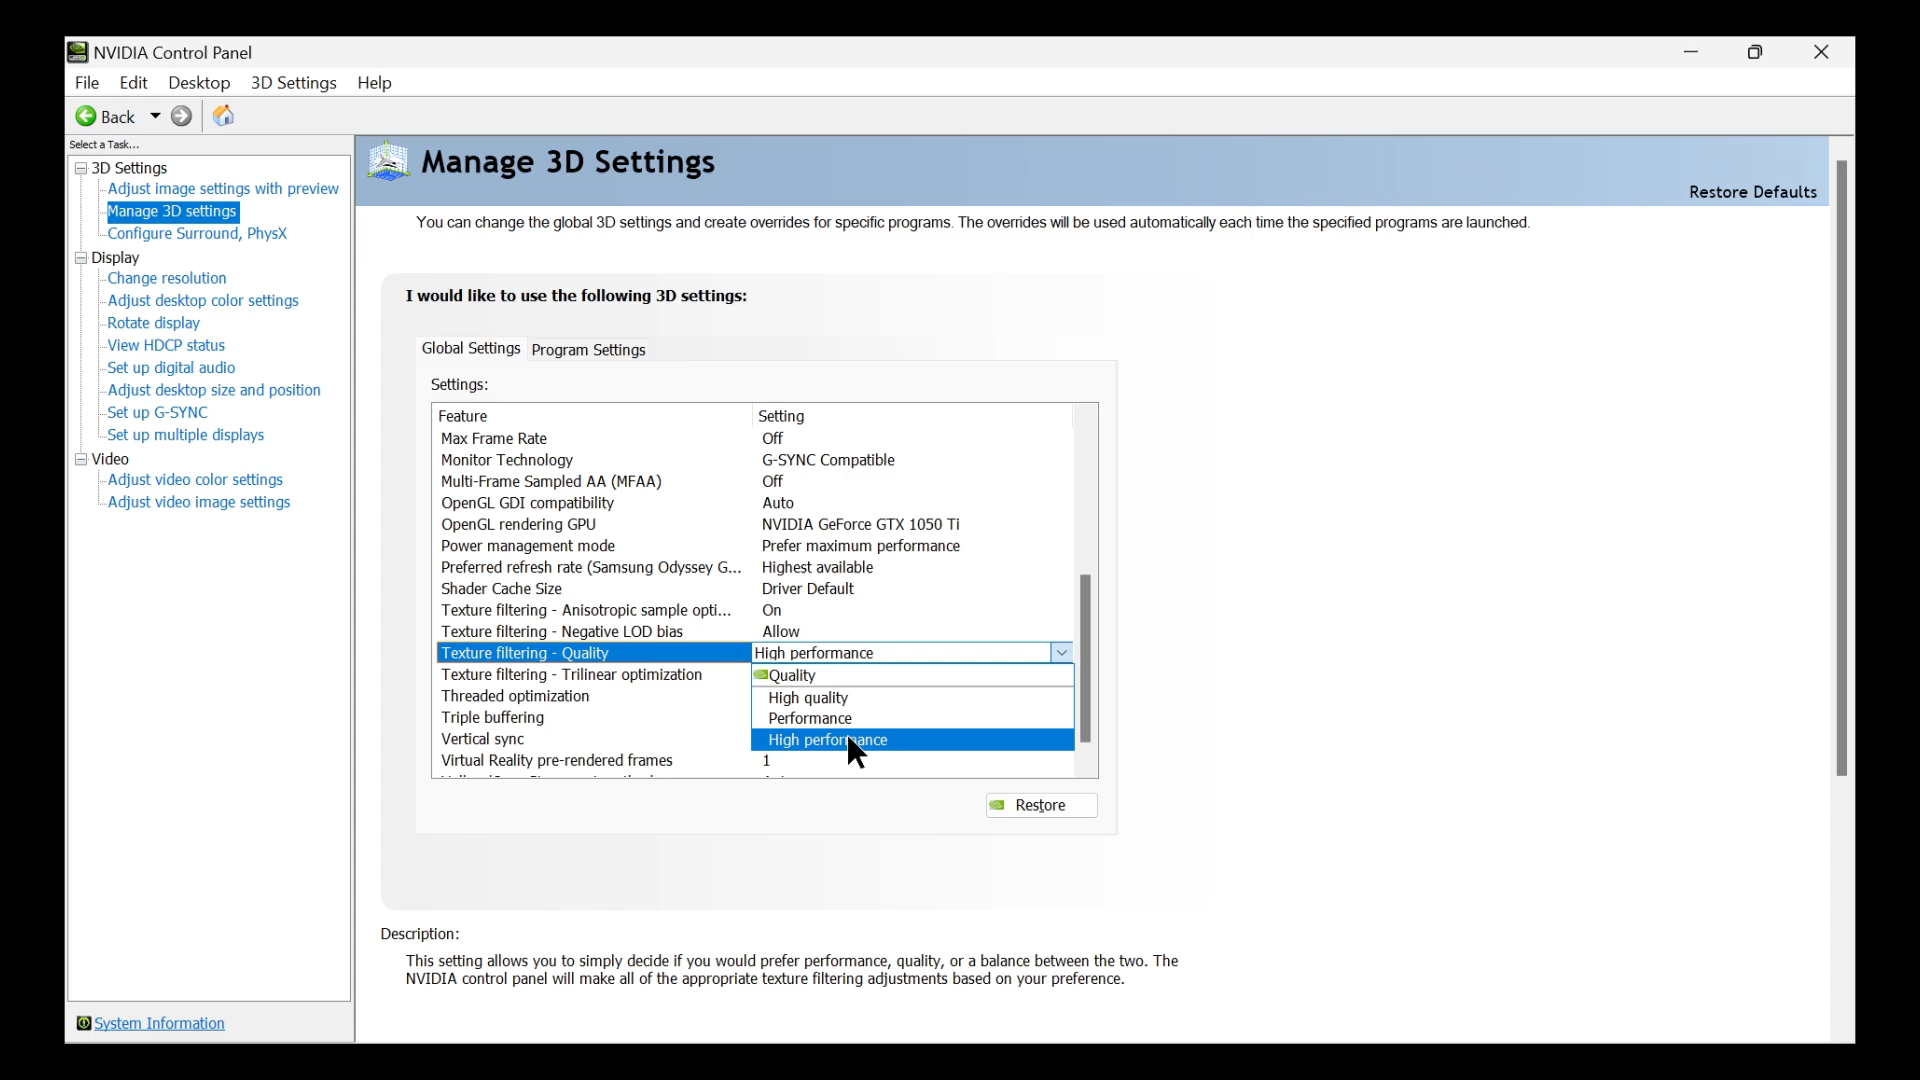 NVIDIA Control Panel
File Edit Desktop 3D Settings Help
Back
Select a Task...
3D Settings
Adjust image settings with preview
Manage 3D settings
Configure Surround, PhysX
Display
Change resolution
Adjust desktop color settings
Rotate display
View HDCP status
Set up digital audio
Adjust desktop size and position
Set up G-SYNC
Set up multiple displays
Video
Adjust video color settings
Adjust video image settings
System Information
Manage 3D Settings
Restore Defaults
You can change the global 3D settings and create overrides for specific programs. The overrides will be used automatically each time the specified programs are launched.
I would like to use the following 3D settings:
Global Settings Program Settings
Settings:
Feature Setting
Max Frame Rate Off
Monitor Technology G-SYNC Compatible
Multi-Frame Sampled AA (MFAA) Off
OpenGL GDI compatibility Auto
OpenGL rendering GPU NVIDIA GeForce GTX 1050 Ti
Power management mode Prefer maximum performance
Preferred refresh rate (Samsung Odyssey G... Highest available
Shader Cache Size Driver Default
Texture filtering - Anisotropic sample opti... On
Texture filtering - Negative LOD bias Allow
Texture filtering - Quality High performance
Texture filtering - Trilinear optimization Quality
Threaded optimization High quality
Triple buffering Performance
Vertical sync High performance
Virtual Reality pre-rendered frames 1
Restore
Description:
This setting allows you to simply decide if you would prefer performance, quality, or a balance between the two. The
NVIDIA control panel will make all of the appropriate texture filtering adjustments based on your preference.